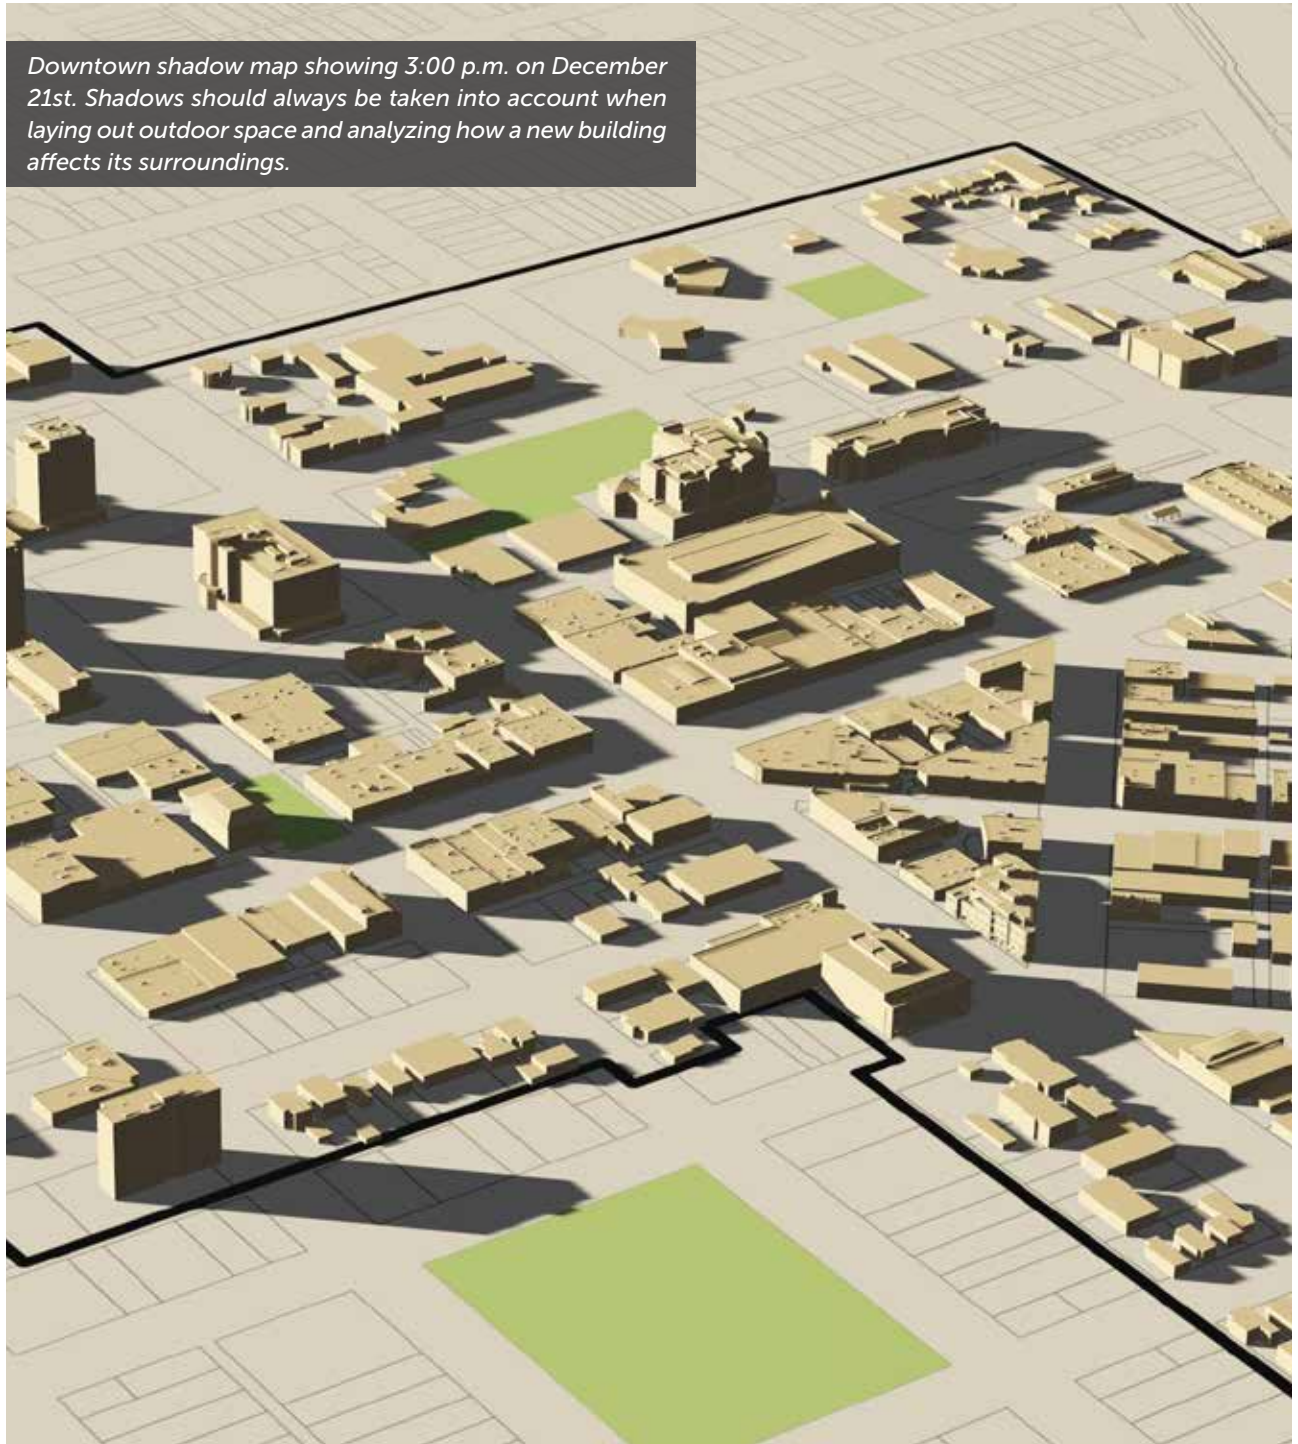 Downtown shadow map showing 3:00 p.m. on December
21st. Shadows should always be taken into account when
laying out outdoor space and analyzing how a new building
affects its surroundings.